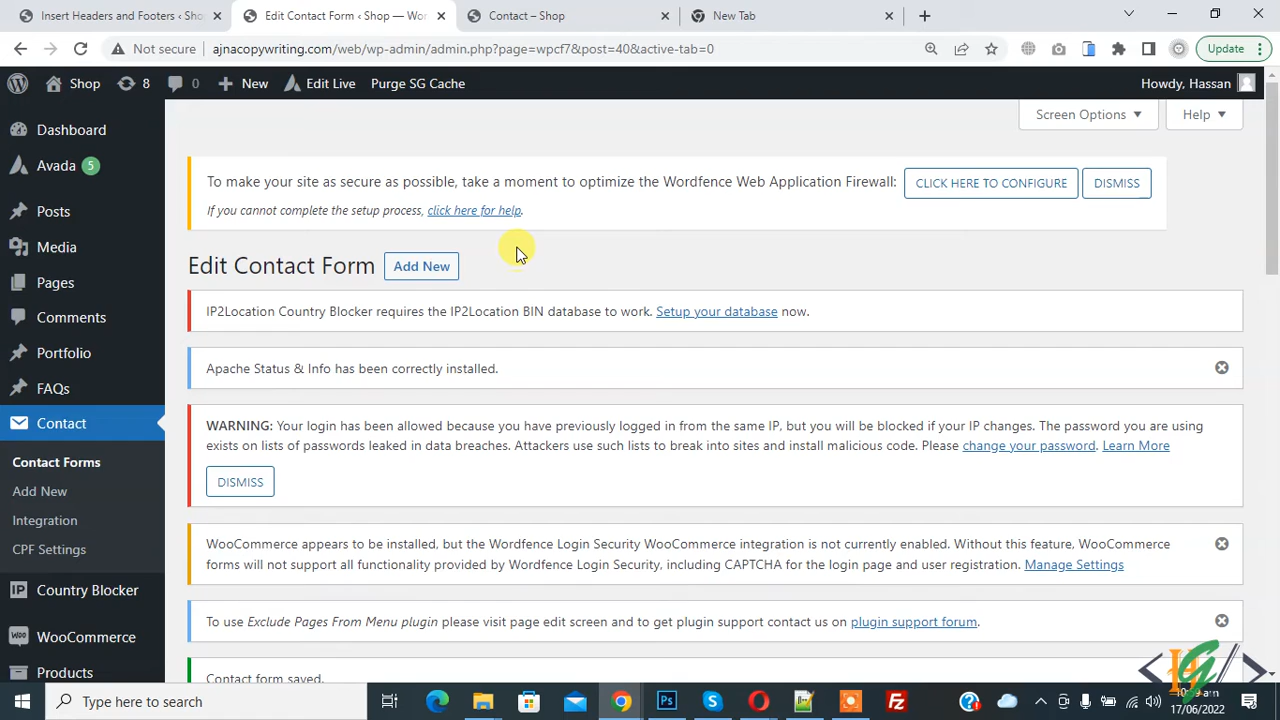 Insert Headers and Footers ‹ Shop
Edit Contact Form ‹ Shop — Wor
Contact – Shop
New Tab
Not secure
ajnacopywriting.com/web/wp-admin/admin.php?page=wpcf7&post=40&active-tab=0
Update
Shop
8
0
New
Edit Live
Purge SG Cache
Howdy, Hassan
Dashboard
Avada 5
Posts
Media
Pages
Comments
Portfolio
FAQs
Contact
Contact Forms
Add New
Integration
CPF Settings
IP Country Blocker
Woo WooCommerce
Products
Screen Options
Help
To make your site as secure as possible, take a moment to optimize the Wordfence Web Application Firewall:
CLICK HERE TO CONFIGURE
DISMISS
If you cannot complete the setup process, click here for help.
Edit Contact Form
Add New
IP2Location Country Blocker requires the IP2Location BIN database to work. Setup your database now.
Apache Status & Info has been correctly installed.
WARNING: Your login has been allowed because you have previously logged in from the same IP, but you will be blocked if your IP changes. The password you are using
exists on lists of passwords leaked in data breaches. Attackers use such lists to break into sites and install malicious code. Please change your password. Learn More
DISMISS
WooCommerce appears to be installed, but the Wordfence Login Security WooCommerce integration is not currently enabled. Without this feature, WooCommerce
forms will not support all functionality provided by Wordfence Login Security, including CAPTCHA for the login page and user registration. Manage Settings
To use Exclude Pages From Menu plugin please visit page edit screen and to get plugin support contact us on plugin support forum.
Contact form saved.
Type here to search
Ps
17/06/2022